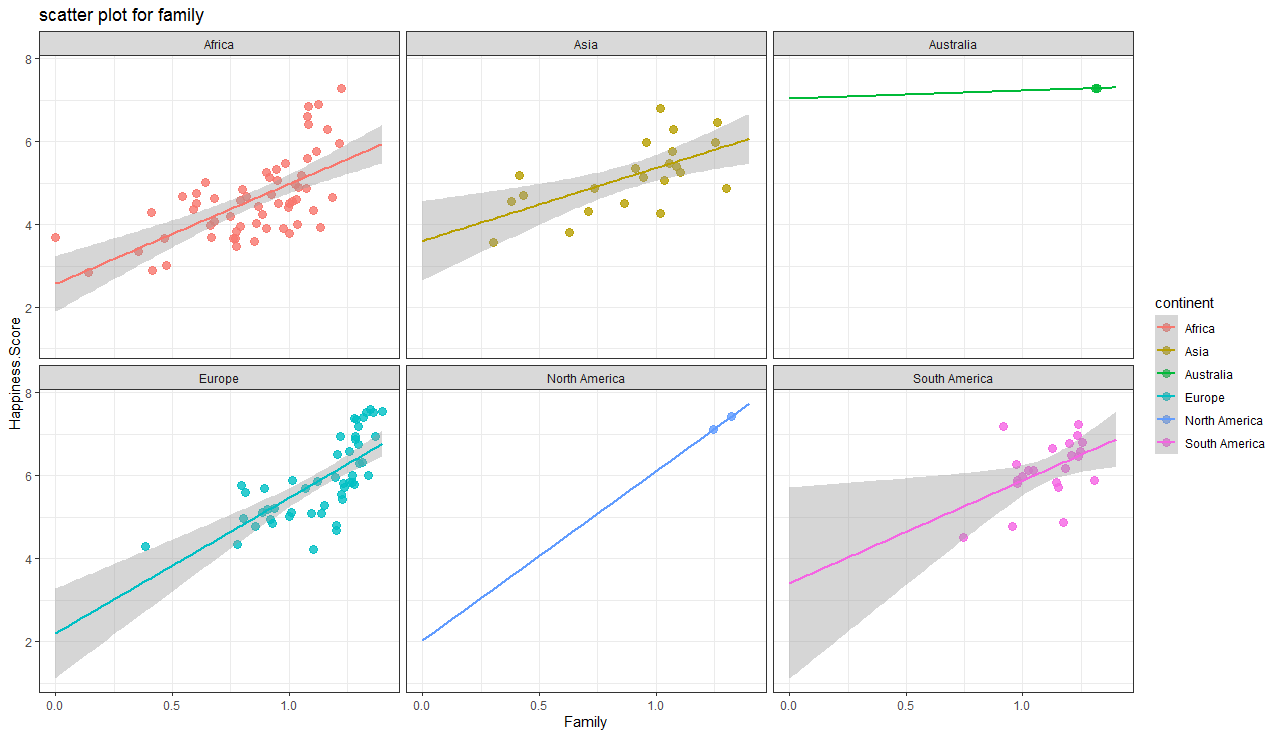 scatter plot for family
Africa
Asia
Australia
8
6
4
2
Europe
North America
South America
8
6
4
2
Happiness.Score
0.0
0.5
1.0
0.0
0.5
1.0
0.0
0.5
1.0
Family
continent
Africa
Asia
Australia
Europe
North America
South America